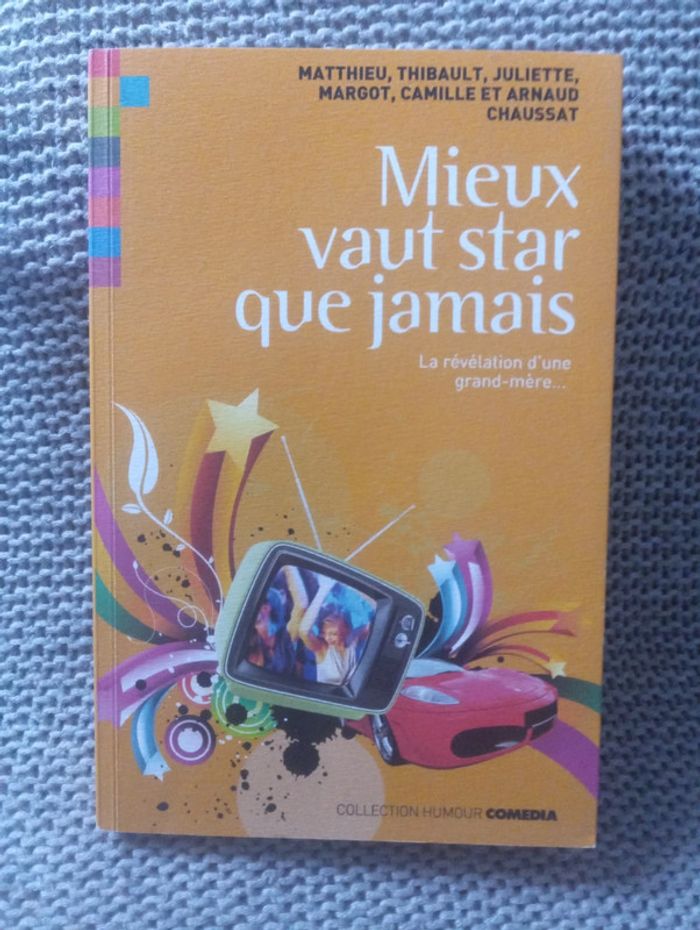 MATTHIEU, THIBAULT, JULIETTE,
MARGOT, CAMILLE ET ARNAUD
CHAUSSAT
Mieux
vaut star
que jamais
La révélation d'une
grand-mère...
COLLECTION HUMOUR COMEDIA